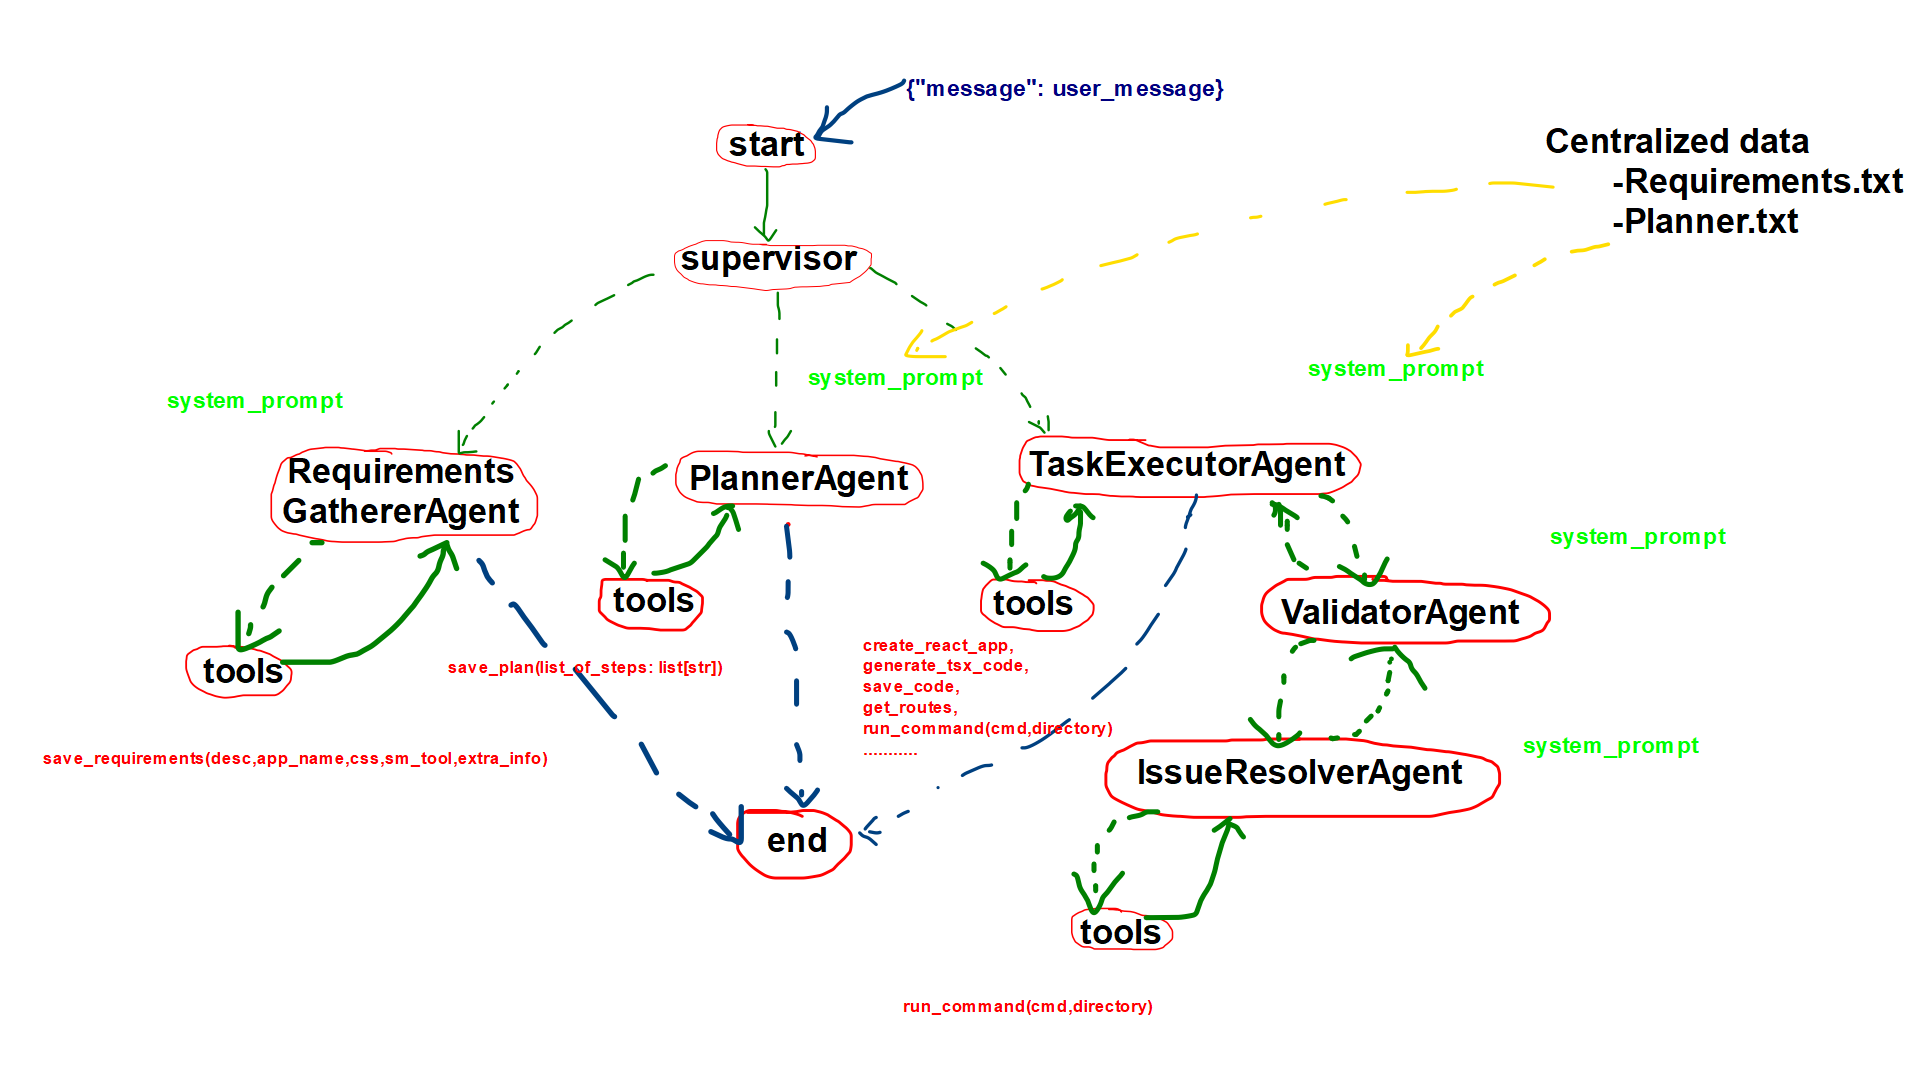 {"message": user_message}
start
Centralized data
-Requirements.txt
-Planner.txt
supervisor
system_prompt
system_prompt
system_prompt
Requirements
GathererAgent
PlannerAgent
TaskExecutorAgent
system_prompt
tools
tools
ValidatorAgent
tools
save_plan(list_of_steps: list[str])
create_react_app,
generate_tsx_code,
save_code,
get_routes,
run_command(cmd,directory)
...........
save_requirements(desc,app_name,css,sm_tool,extra_info)
system_prompt
IssueResolverAgent
end
tools
run_command(cmd,directory)